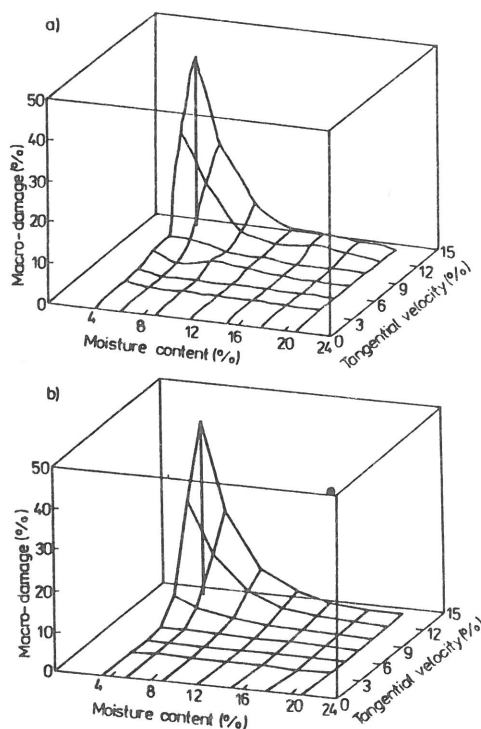 a)
50
40
30
20
10
0
Macro-damage (%)
4 8 12 16 20 24
Moisture content (%)
0 3 6 9 12 15
Tangential velocity (%)
b)
50
40
30
20
10
0
Macro-damage (%)
4 8 12 16 20 24
Moisture content (%)
0 3 6 9 12 15
Tangential velocity (%)